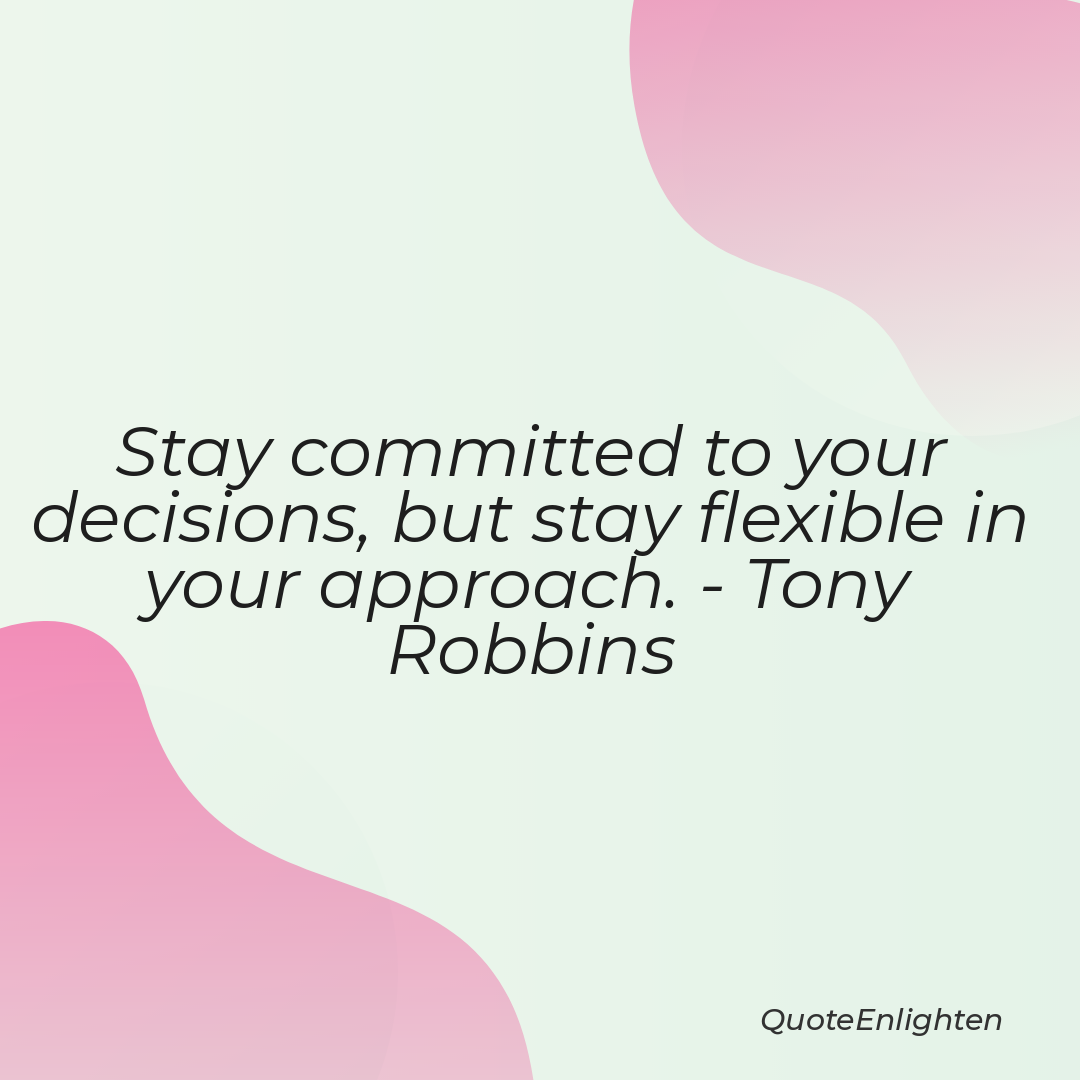 Stay committed to your
decisions, but stay flexible in
your approach. - Tony
Robbins
QuoteEnlighten